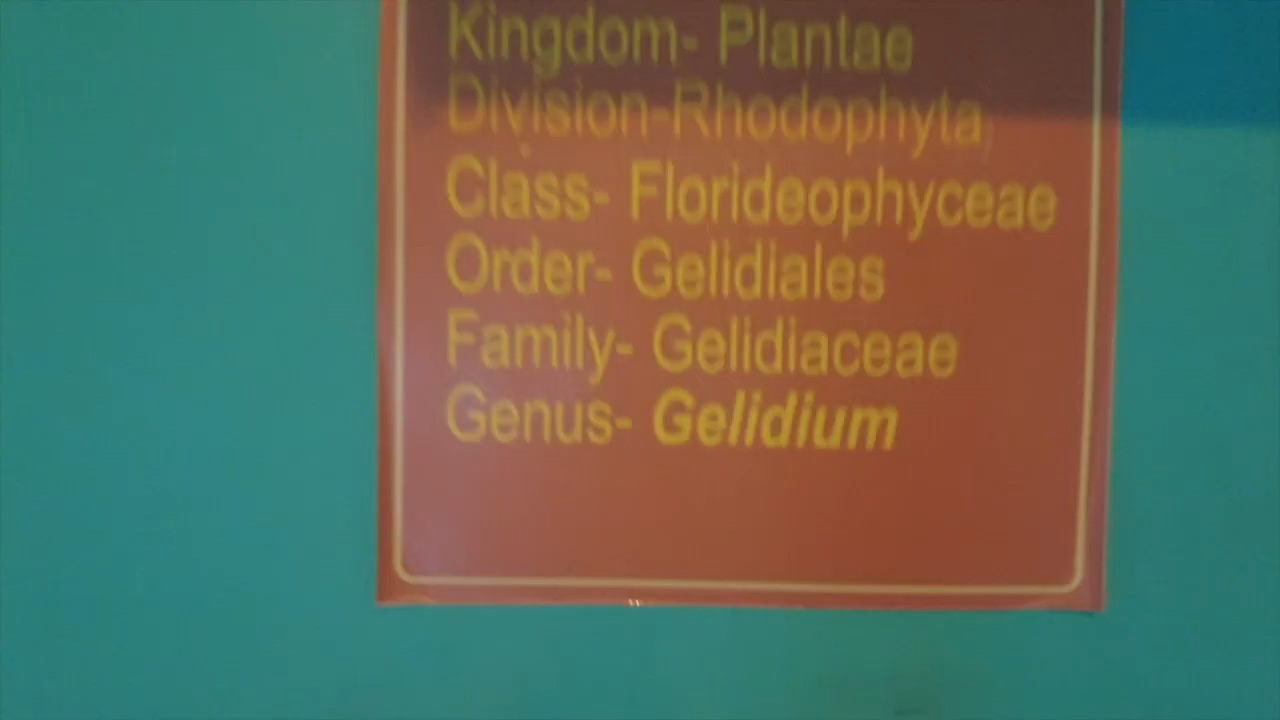 Kingdom- Plantae
Division-Rhodophyta
Class- Florideophyceae
Order- Gelidiales
Family- Gelidiaceae
Genus- Gelidium